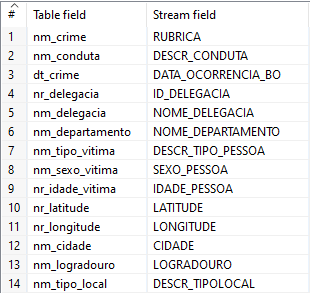 # Table field Stream field
1 nm_crime RUBRICA
2 nm_conduta DESCR_CONDUTA
3 dt_crime DATA_OCORRENCIA_BO
4 nr_delegacia ID_DELEGACIA
5 nm_delegacia NOME_DELEGACIA
6 nm_departamento NOME_DEPARTAMENTO
7 nm_tipo_vitima DESCR_TIPO_PESSOA
8 nm_sexo_vitima SEXO_PESSOA
9 nr_idade_vitima IDADE_PESSOA
10 nr_latitude LATITUDE
11 nr_longitude LONGITUDE
12 nm_cidade CIDADE
13 nm_logradouro LOGRADOURO
14 nm_tipo_local DESCR_TIPOLOCAL